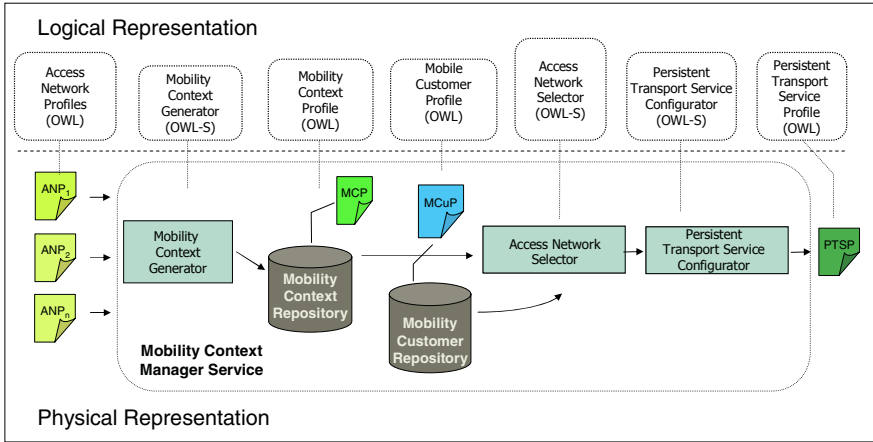 Logical Representation
Access
Network
Profiles
(OWL)
Mobility
Context
Generator
(OWL-S)
Mobility
Context
Profile
(OWL)
Mobile
Customer
Profile
(OWL)
Access
Network
Selector
(OWL-S)
Persistent
Transport Service
Configurator
(OWL-S)
Persistent
Transport
Service
Profile
(OWL)
ANP1
ANP2
ANPn
Mobility
Context
Generator
MCP
Mobility
Context
Repository
MCuP
Mobility
Customer
Repository
Access Network
Selector
Persistent
Transport Service
Configurator
PTSP
Mobility Context
Manager Service
Physical Representation